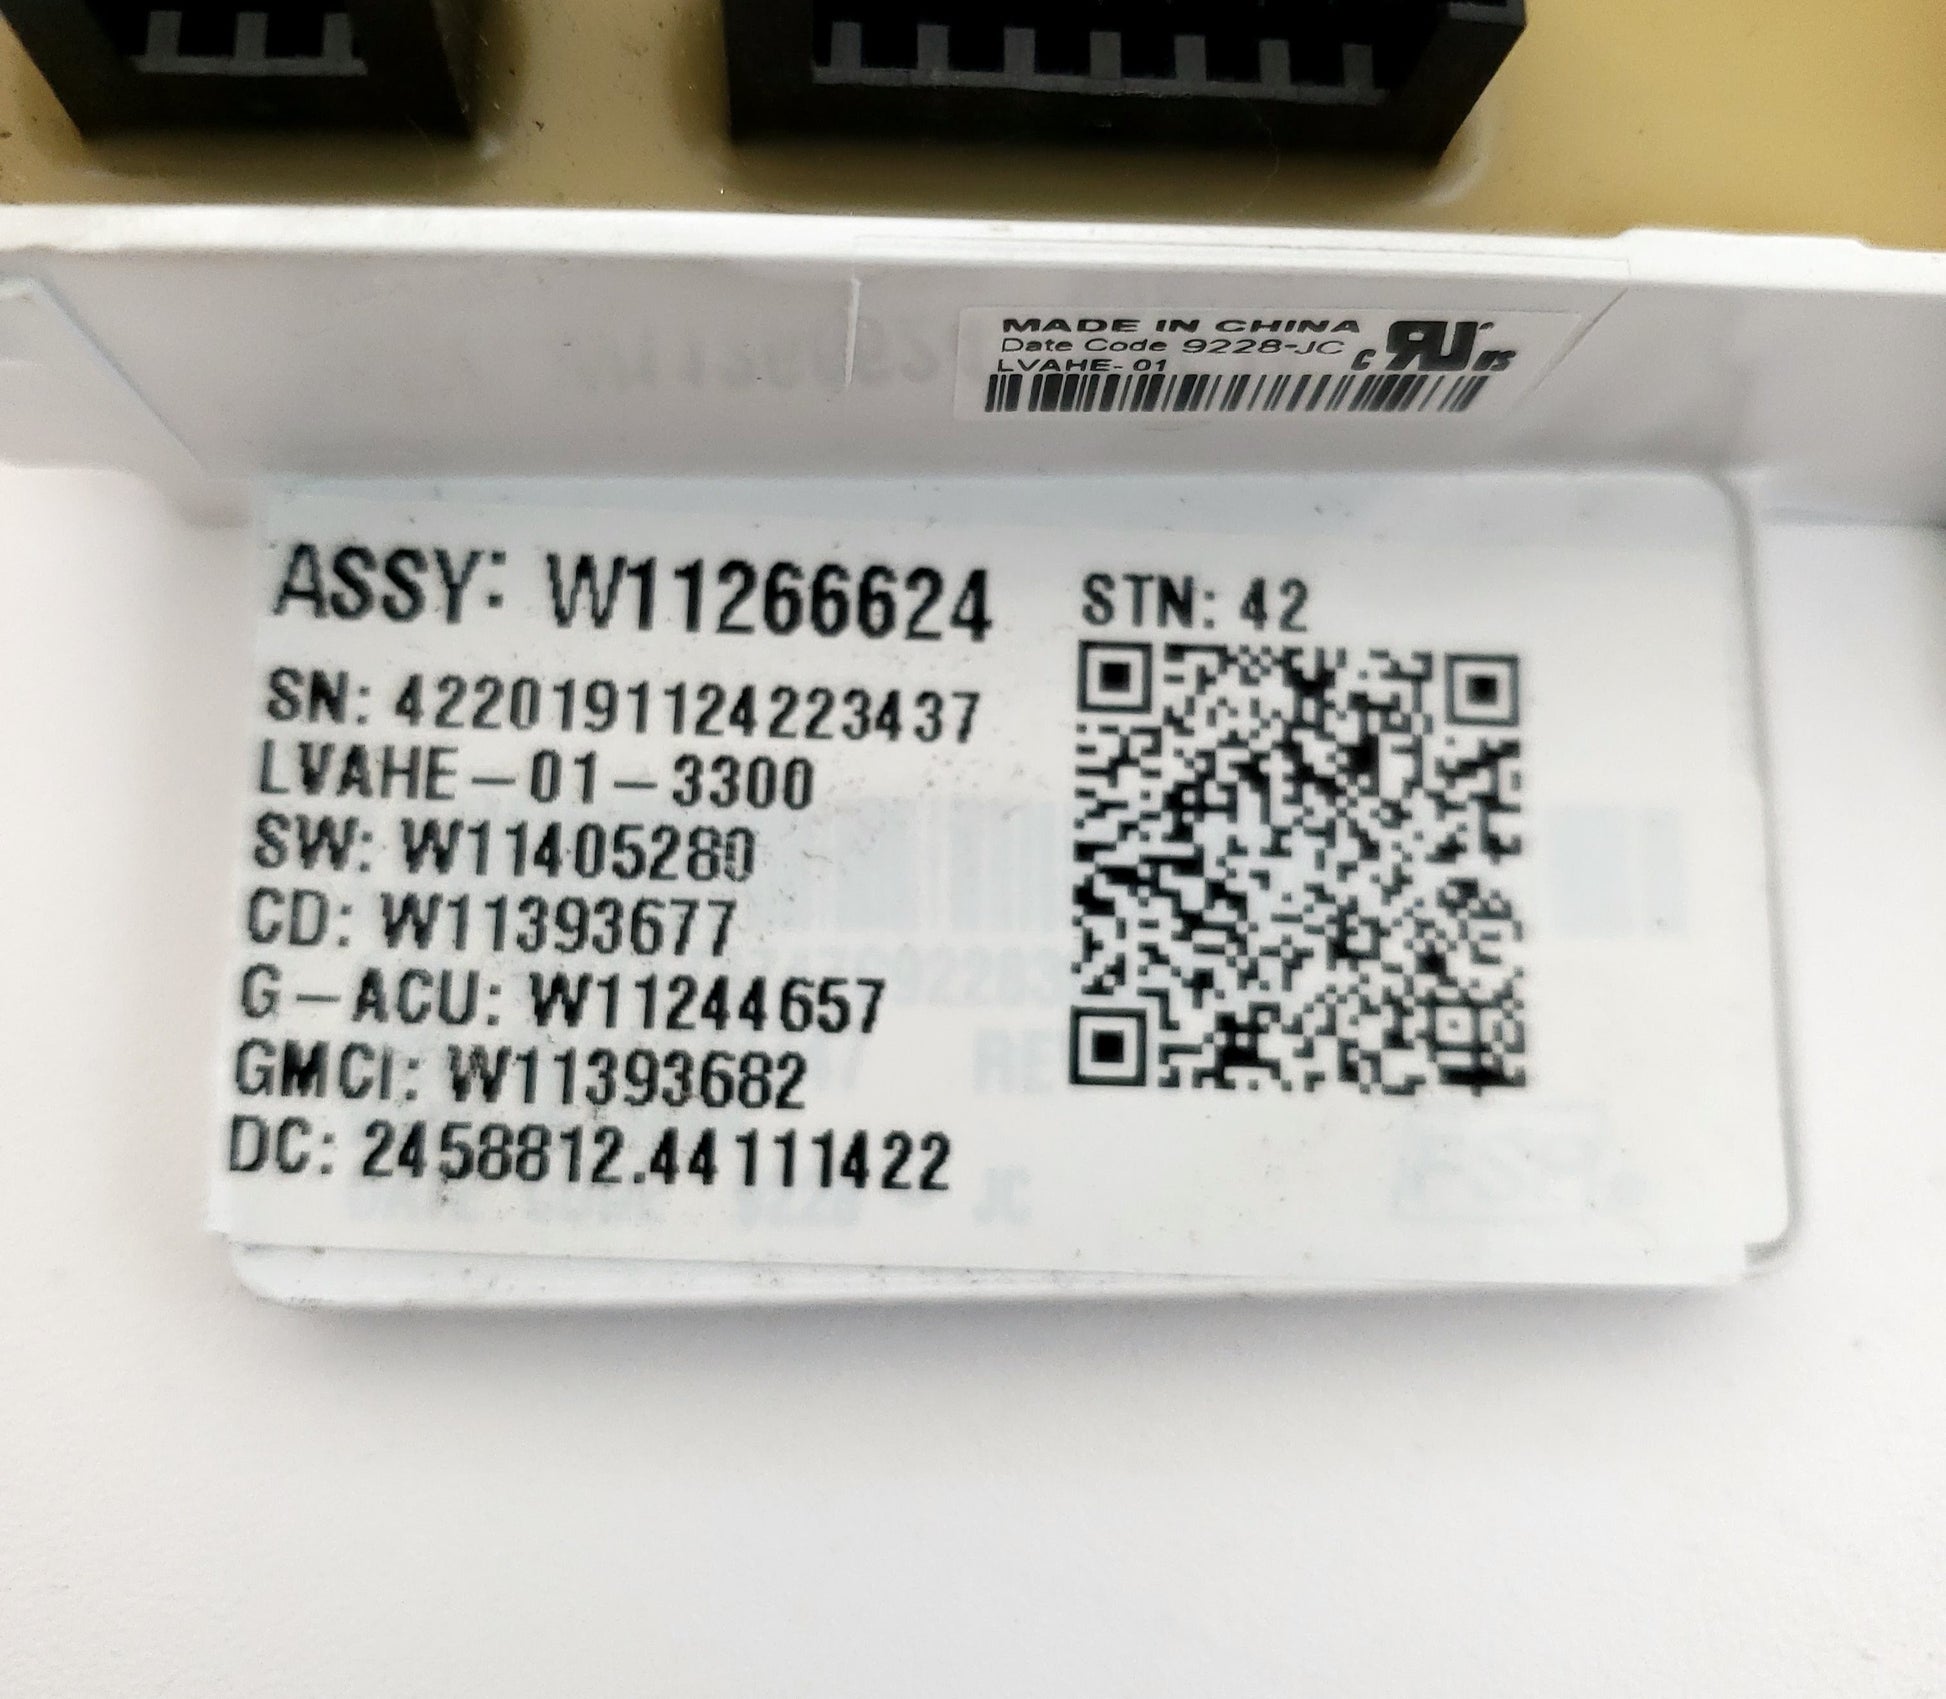 MADE IN CHINA
Date Code 9228-JC
LVAHE-01
ASSY: W11266624
STN: 42
SN: 4220191124223437
LVAHE-01-3300
SW: W11405280
CD: W11393677
G-ACU: W11244657
GMCI: W11393682
DC: 2458812.44111422